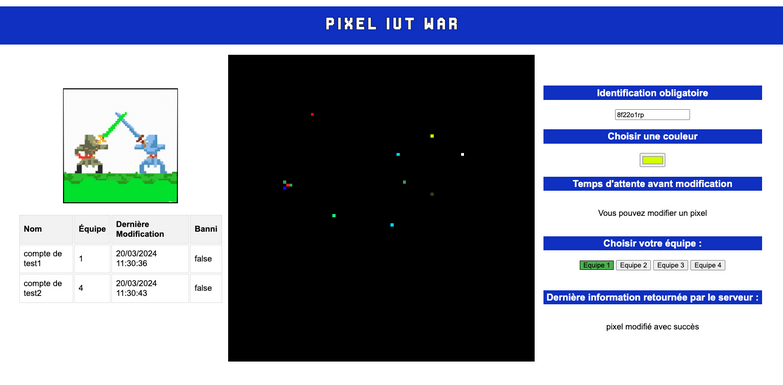 PIXEL IUT WAR
Nom Équipe Dernière Modification Banni
compte de test1 1 20/03/2024 11:30:36 false
compte de test2 4 20/03/2024 11:30:43 false
Identification obligatoire
8f22o1rp
Choisir une couleur
Temps d'attente avant modification
Vous pouvez modifier un pixel
Choisir votre équipe :
Equipe 1 Equipe 2 Equipe 3 Equipe 4
Dernière information retournée par le serveur :
pixel modifié avec succès